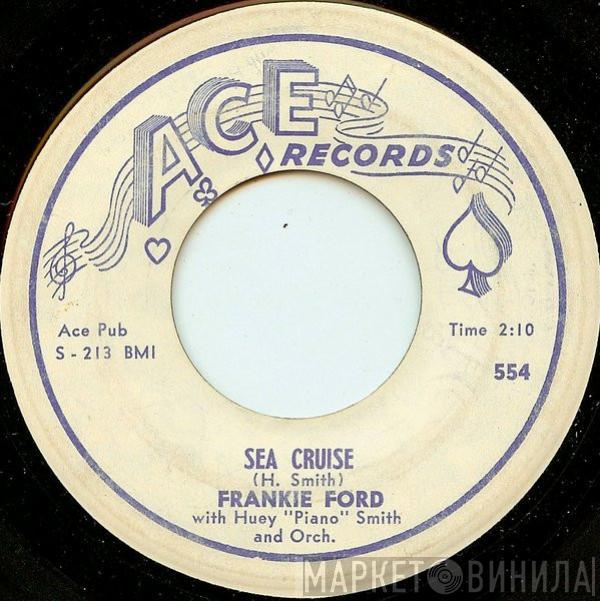 ACE
RECORDS
Ace Pub
S - 213 BMI
Time 2:10
554
SEA CRUISE
(H. Smith)
FRANKIE FORD
with Huey "Piano" Smith
and Orch.
МАРКЕТ ВИНИЛА